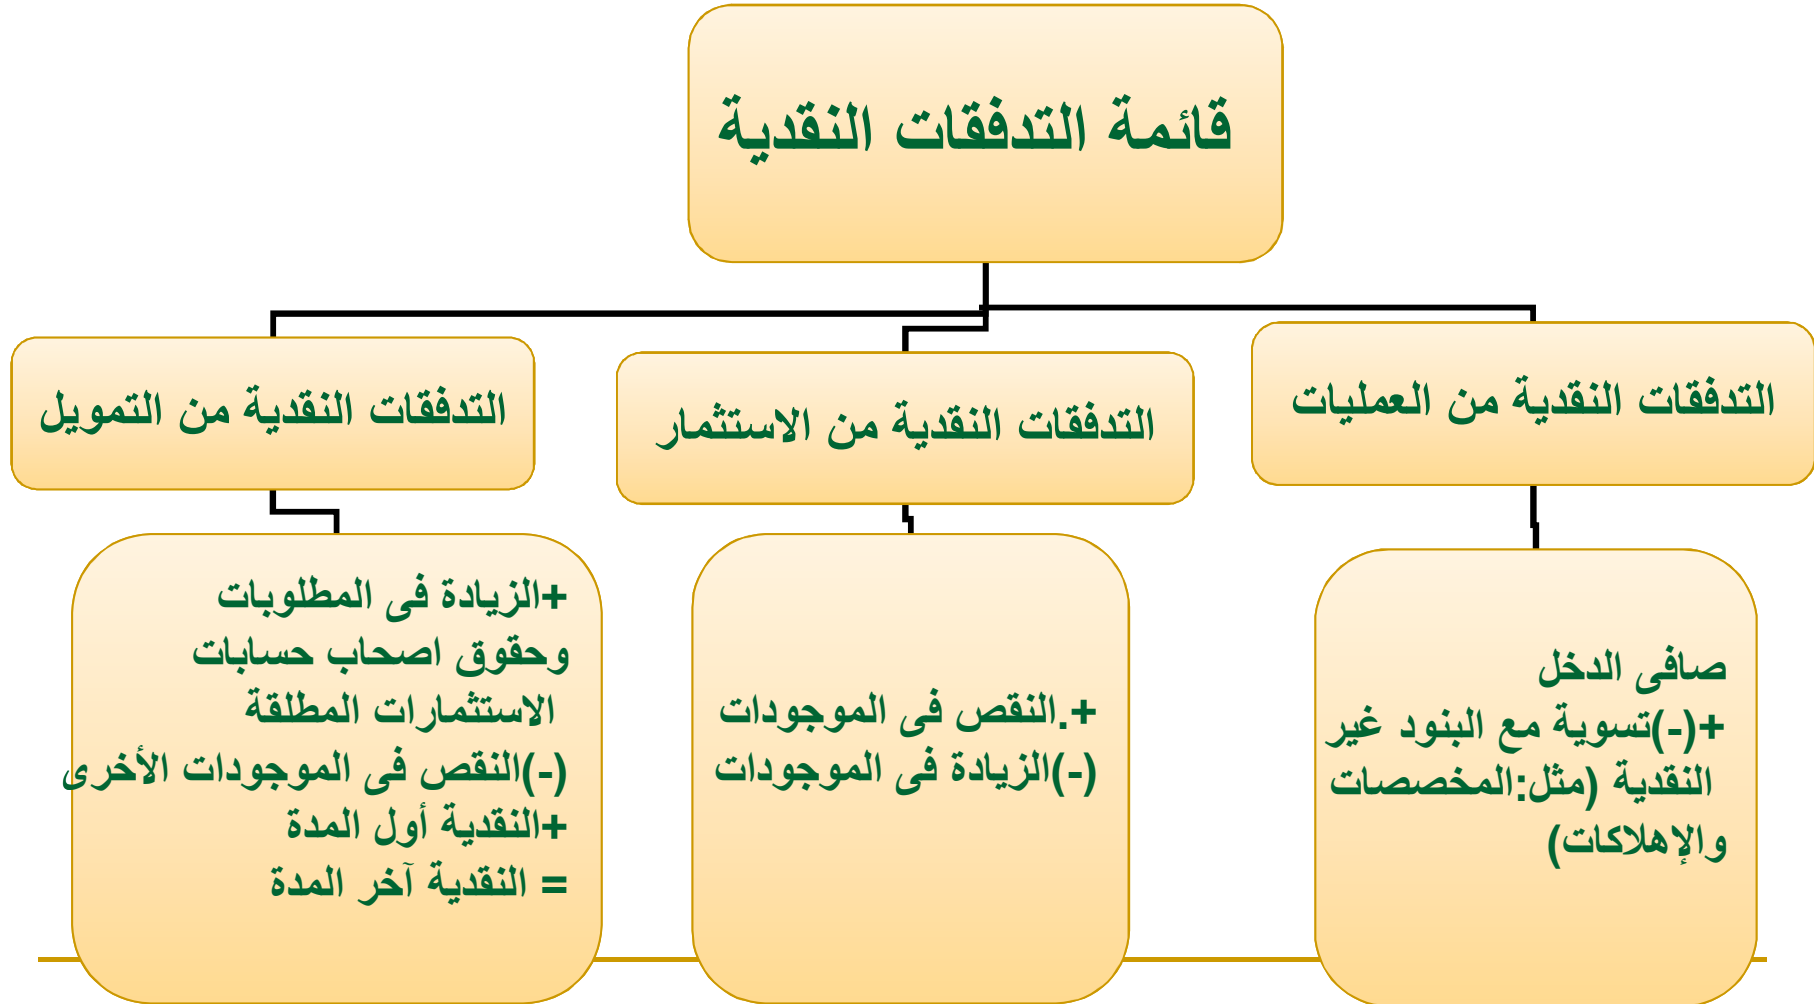 قائمة التدفقات النقدية
التدفقات النقدية من العمليات
التدفقات النقدية من الاستثمار
التدفقات النقدية من التمويل
صافى الدخل
+(-)تسوية مع البنود غير
النقدية (مثل:المخصصات
والإهلاكات)
+.النقص فى الموجودات
(-)الزيادة فى الموجودات
+الزيادة فى المطلوبات
وحقوق اصحاب حسابات
الاستثمارات المطلقة
(-)النقص فى الموجودات الأخرى
+النقدية أول المدة
= النقدية آخر المدة